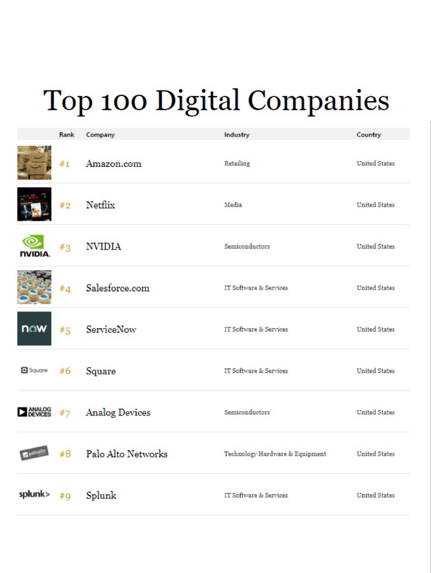 Top 100 Digital Companies
Rank Company Industry Country
#1 Amazon.com Retailing United States
#2 Netflix Media United States
NVIDIA. #3 NVIDIA Semiconductors United States
#4 Salesforce.com IT Software & Services United States
now #5 ServiceNow IT Software & Services United States
Square #6 Square IT Software & Services United States
ANALOG
DEVICES #7 Analog Devices Semiconductors United States
paloalto #8 Palo Alto Networks Technology Hardware & Equipment United States
splunk> #9 Splunk IT Software & Services United States